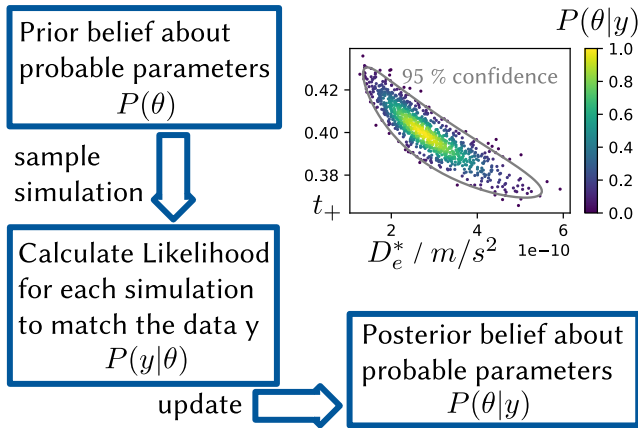 Prior belief about
probable parameters
P(θ)
sample
simulation
Calculate Likelihood
for each simulation
to match the data y
P(y|θ)
update
Posterior belief about
probable parameters
P(θ|y)
P(θ|y)
95 % confidence
0.42
0.40
0.38
t₊
2
4
6
1e−10
Dₑ* / m/s²
1.0
0.8
0.6
0.4
0.2
0.0